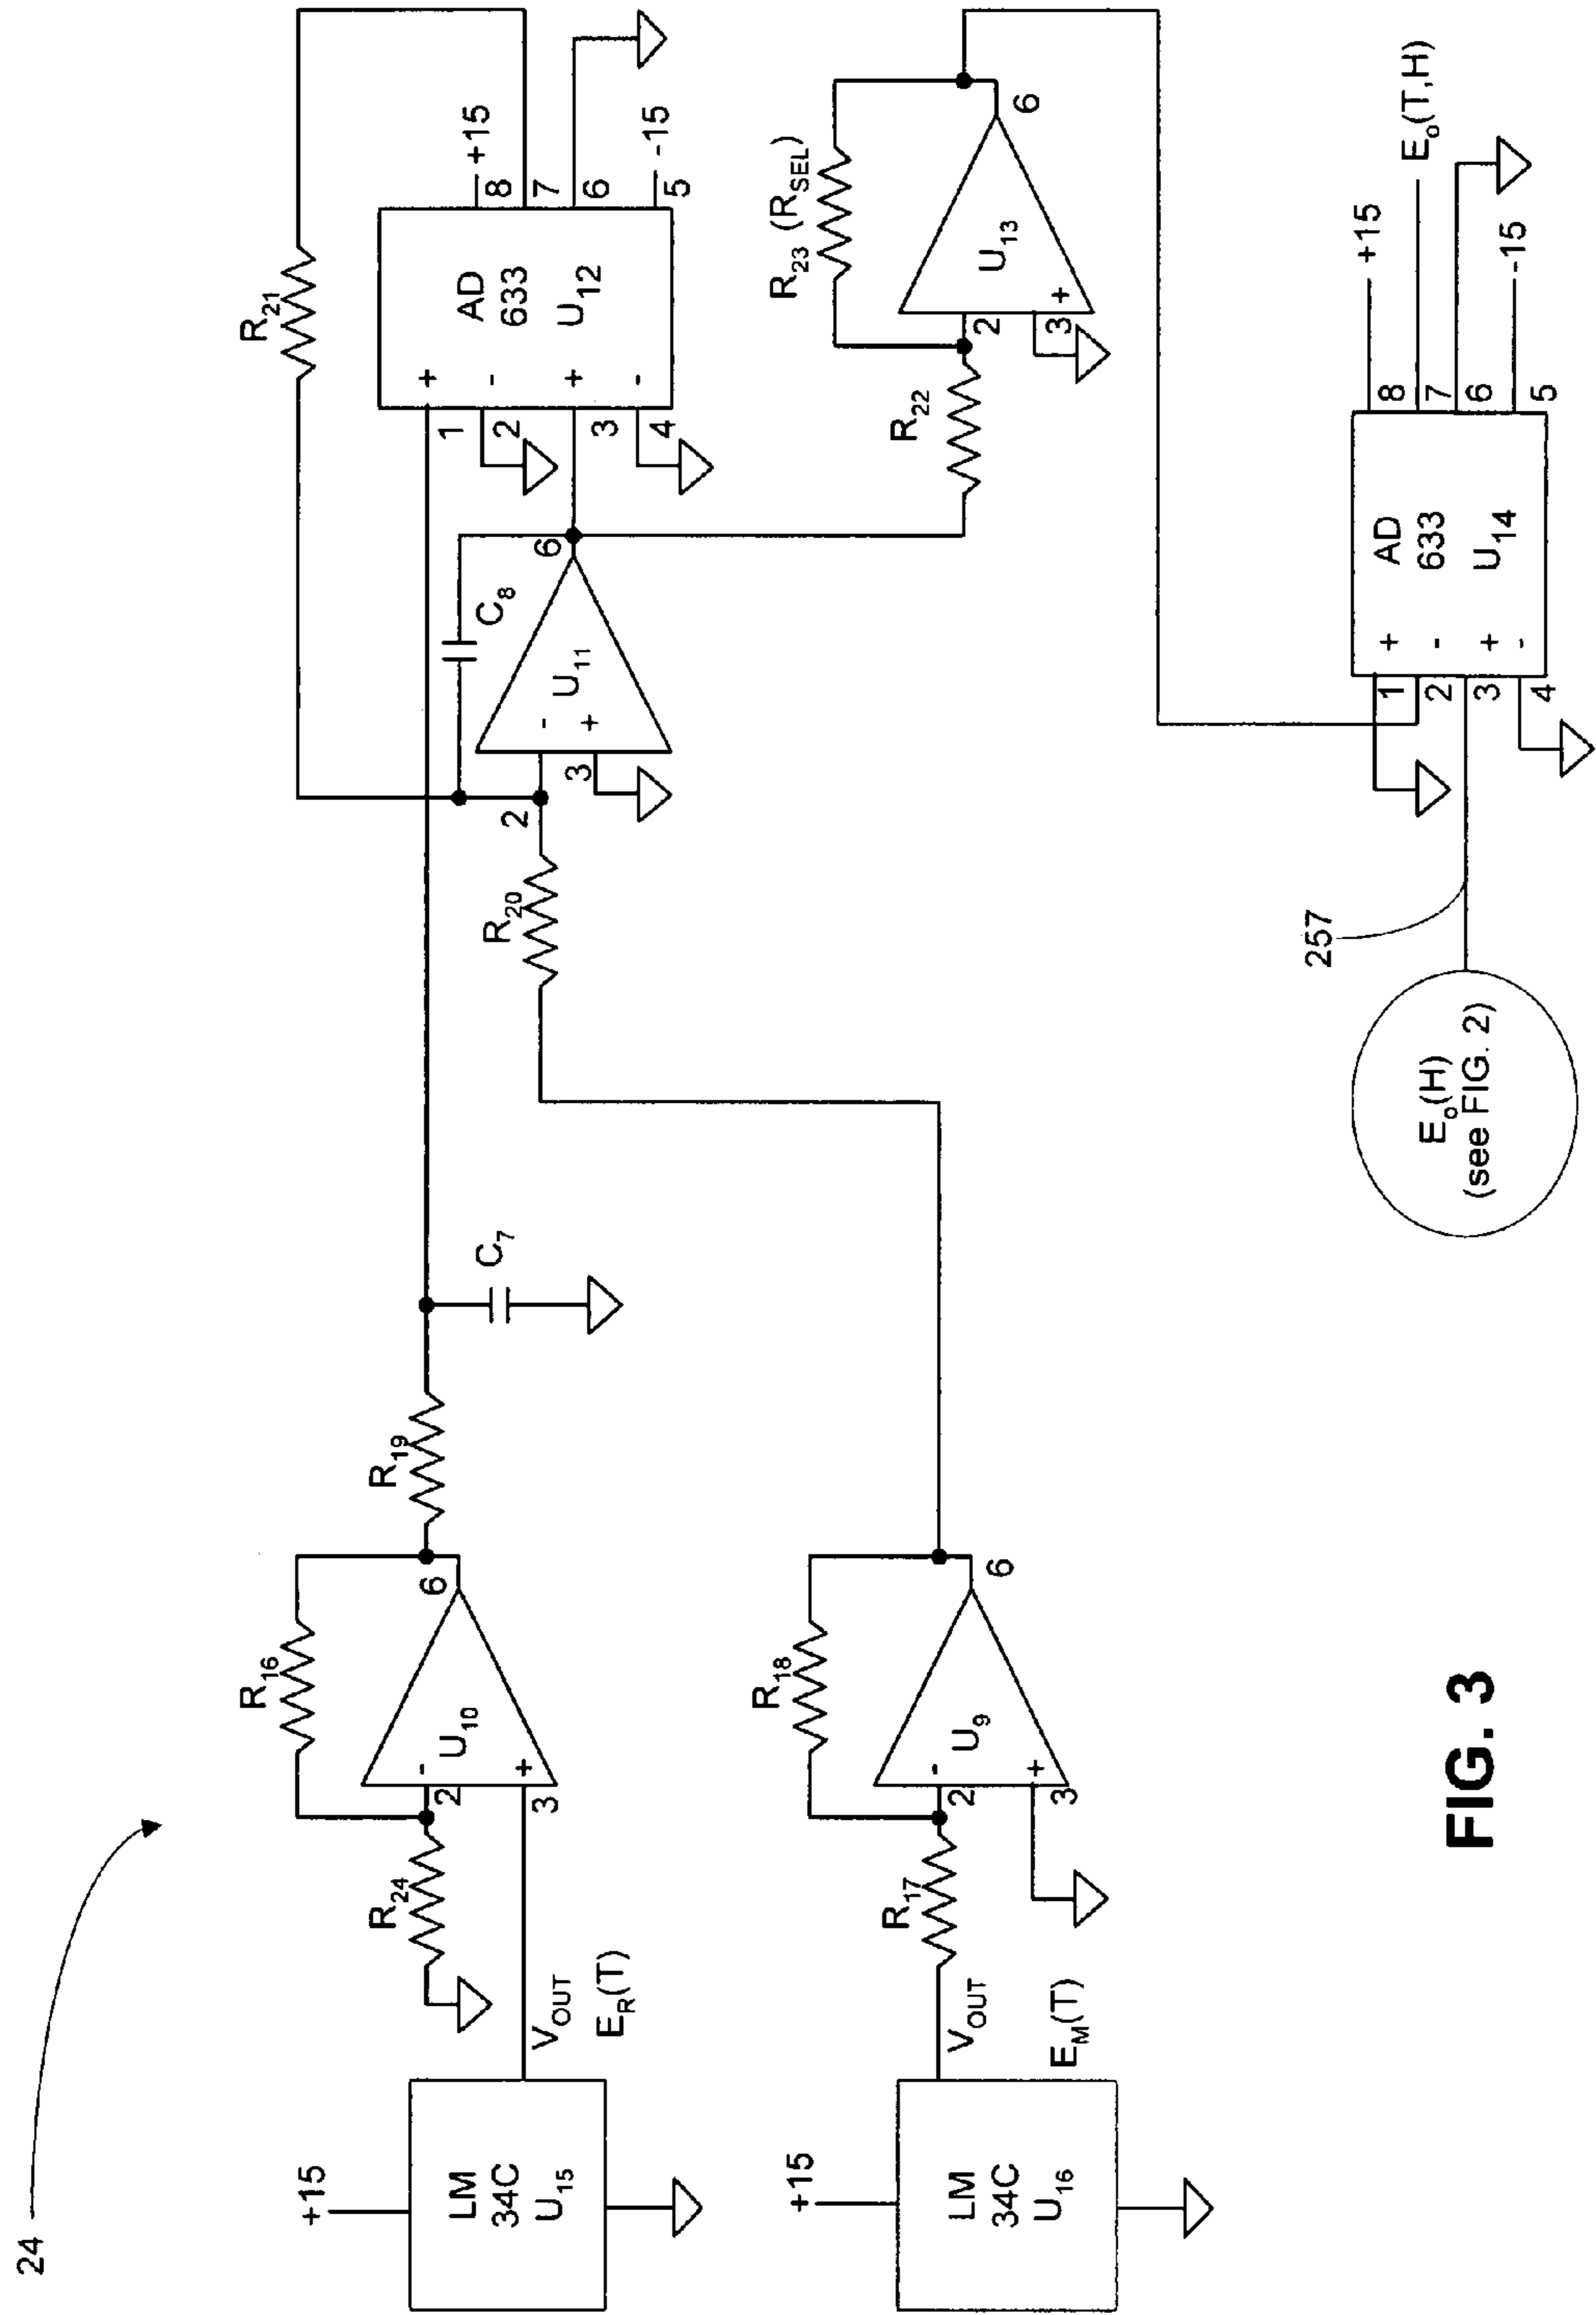 24
+15
LM
34C
U15
VOUT
ER(T)
R24
R16
2
-
U10
+
3
6
R19
C7
+15
LM
34C
U16
VOUT
EM(T)
R17
R18
2
-
U9
+
3
6
R20
2
3
-
+
U11
C8
6
R21
1
2
3
4
+
-
+
-
AD
633
U12
8
+15
7
6
5
-15
R22
R23 (RSEL)
2
3
+
U13
6
Eo(H)
(see FIG. 2)
257
1
2
3
4
+
-
+
-
AD
633
U14
8
+15
7
Eo(T,H)
6
5
-15
FIG. 3